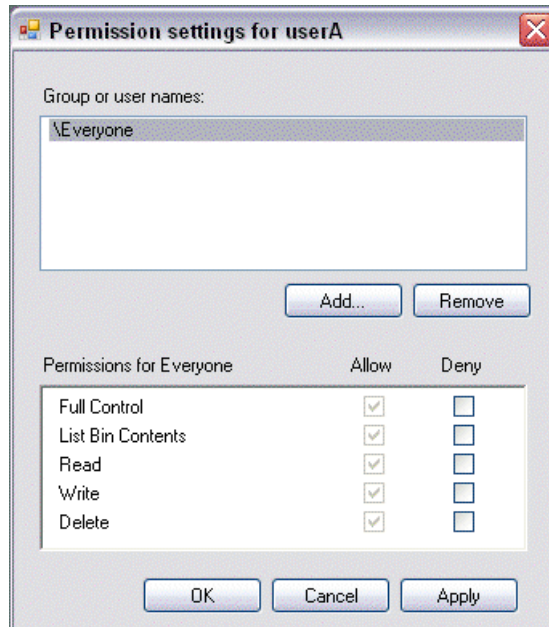 Permission settings for userA
Group or user names:
\Everyone
Add... Remove
Permissions for Everyone Allow Deny
Full Control
List Bin Contents
Read
Write
Delete
OK Cancel Apply